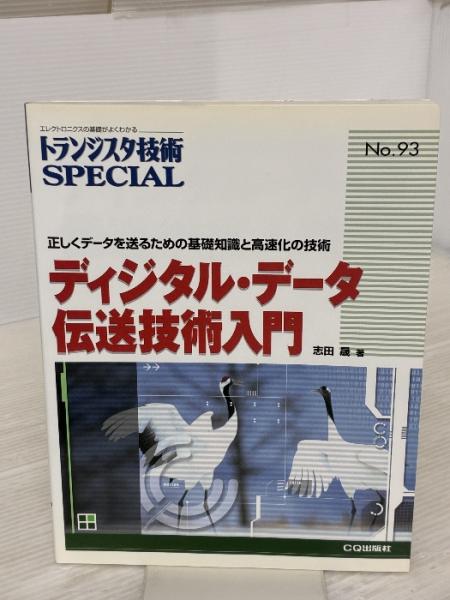 エレクトロニクスの基礎がよくわかる
トランジスタ技術
SPECIAL
No.93
正しくデータを送るための基礎知識と高速化の技術
ディジタル・データ
伝送技術入門
志田 晟 著
>>
CQ出版社